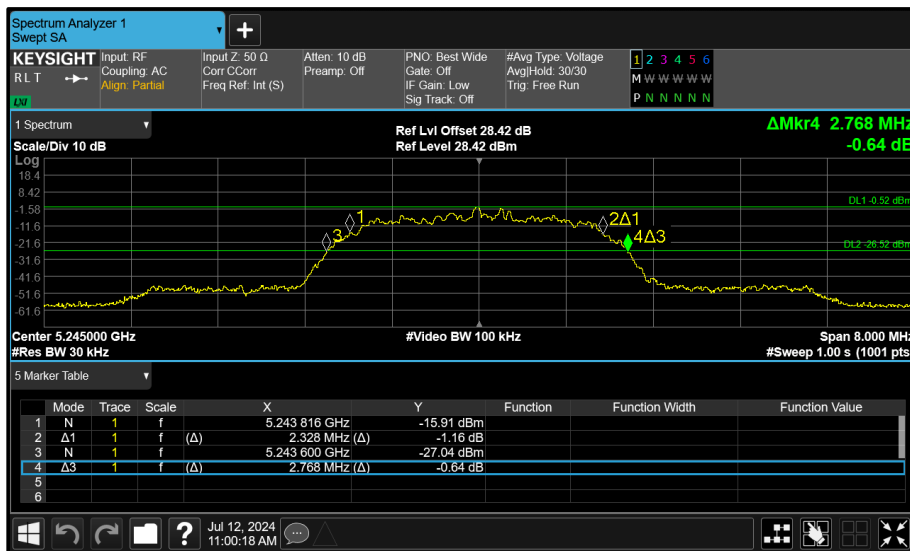 Spectrum Analyzer 1
Swept SA
+
KEYSIGHT
R L T
LXI
Input: RF
Coupling: AC
Align: Partial
Input Z: 50 Ω
Corr CCorr
Freq Ref: Int (S)
Atten: 10 dB
Preamp: Off
PNO: Best Wide
Gate: Off
IF Gain: Low
Sig Track: Off
#Avg Type: Voltage
Avg|Hold: 30/30
Trig: Free Run
1 2 3 4 5 6
M W W W W W
P N N N N N
1 Spectrum
Scale/Div 10 dB
Ref Lvl Offset 28.42 dB
Ref Level 28.42 dBm
ΔMkr4 2.768 MHz
-0.64 dB
Log
18.4
8.42
-1.58
-11.6
-21.6
-31.6
-41.6
-51.6
-61.6
DL1 -0.52 dBm
1
2Δ1
3
4Δ3
DL2 -26.52 dBm
Center 5.245000 GHz
#Video BW 100 kHz
Span 8.000 MHz
#Res BW 30 kHz
#Sweep 1.00 s (1001 pts
5 Marker Table
Mode Trace Scale X Y Function Function Width Function Value
1 N 1 f 5.243 816 GHz -15.91 dBm
2 Δ1 1 f (Δ) 2.328 MHz (Δ) -1.16 dB
3 N 1 f 5.243 600 GHz -27.04 dBm
4 Δ3 1 f (Δ) 2.768 MHz (Δ) -0.64 dB
5
6
?
Jul 12, 2024
11:00:18 AM